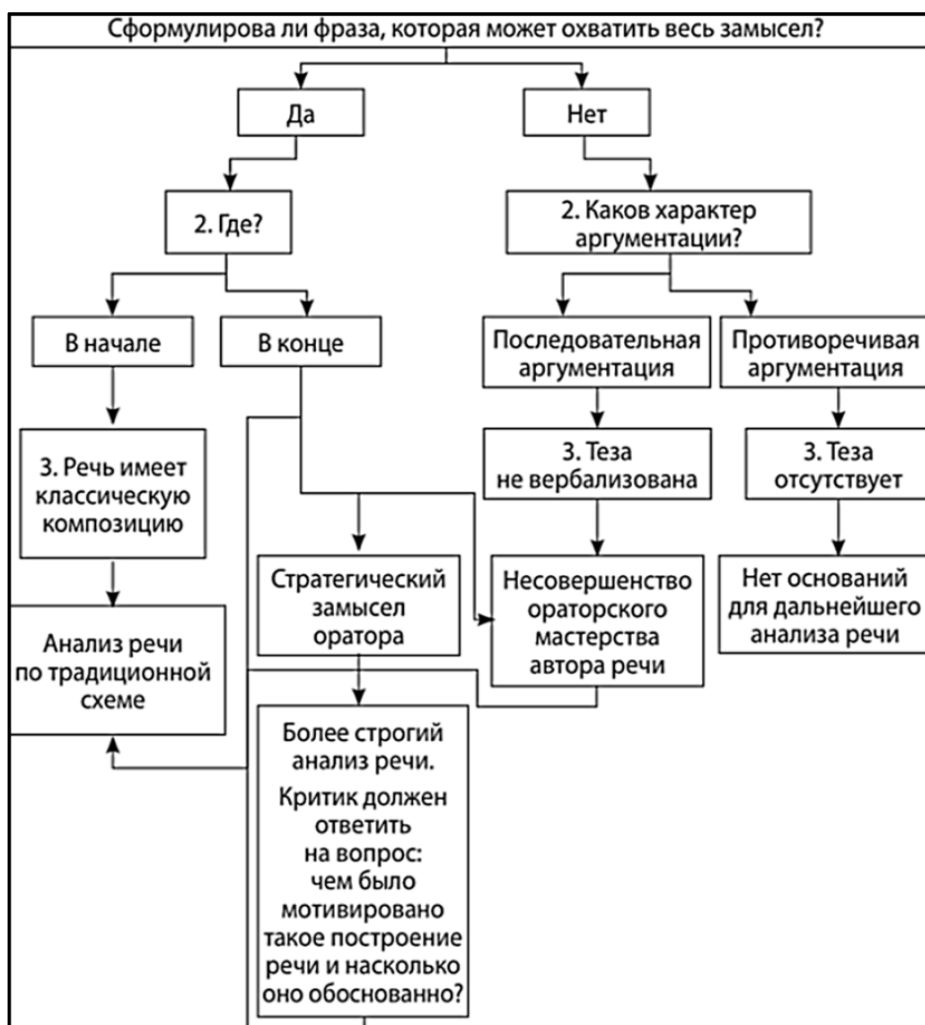 Сформулирова ли фраза, которая может охватить весь замысел?
Да
Нет
2. Где?
2. Каков характер
аргументации?
В начале
В конце
Последовательная
аргументация
Противоречивая
аргументация
3. Речь имеет
классическую
композицию
3. Теза
не вербализована
3. Теза
отсутствует
Стратегический
замысел
оратора
Несовершенство
ораторского
мастерства
автора речи
Нет оснований
для дальнейшего
анализа речи
Анализ речи
по традиционной
схеме
Более строгий
анализ речи.
Критик должен
ответить
на вопрос:
чем было
мотивировано
такое построение
речи и насколько
оно обоснованно?